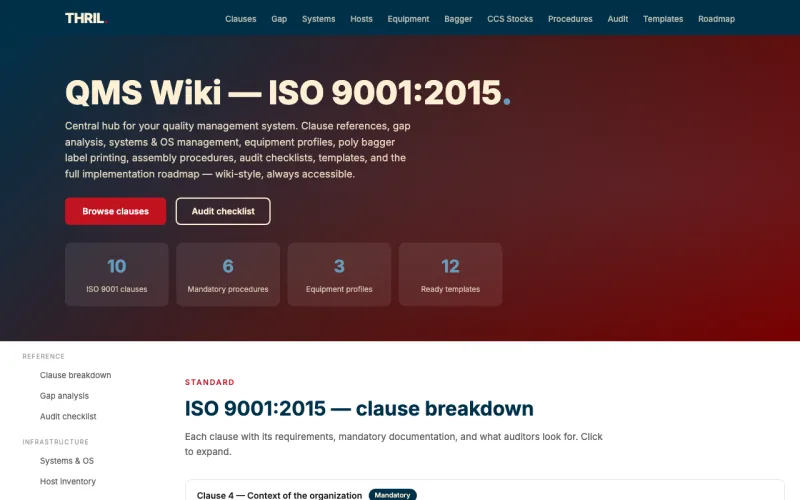 THRIL.
Clauses Gap Systems Hosts Equipment Bagger CCS Stocks Procedures Audit Templates Roadmap
QMS Wiki — ISO 9001:2015.
Central hub for your quality management system. Clause references, gap
analysis, systems & OS management, equipment profiles, poly bagger
label printing, assembly procedures, audit checklists, templates, and the
full implementation roadmap — wiki-style, always accessible.
Browse clauses Audit checklist
10 6 3 12
ISO 9001 clauses Mandatory procedures Equipment profiles Ready templates
REFERENCE
Clause breakdown
Gap analysis
Audit checklist
INFRASTRUCTURE
Systems & OS
Host inventory
STANDARD
ISO 9001:2015 — clause breakdown
Each clause with its requirements, mandatory documentation, and what auditors look for. Click
to expand.
Clause 4 — Context of the organization Mandatory